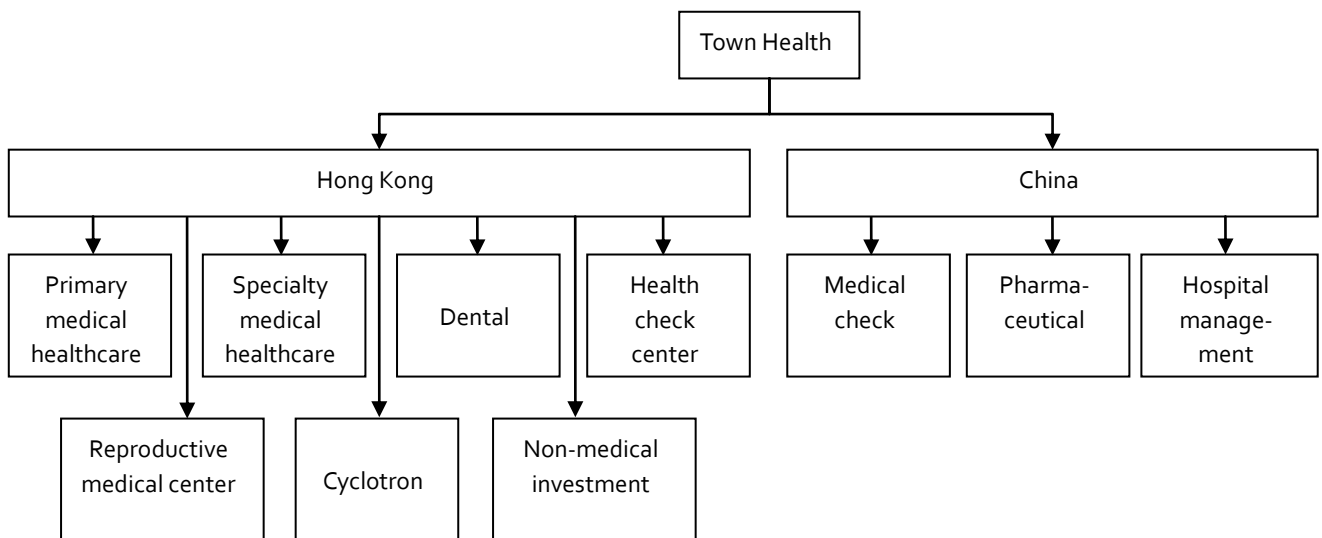 Town Health
Hong Kong
China
Primary
medical
healthcare
Specialty
medical
healthcare
Dental
Health
check
center
Medical
check
Pharma-
ceutical
Hospital
manage-
ment
Reproductive
medical center
Cyclotron
Non-medical
investment